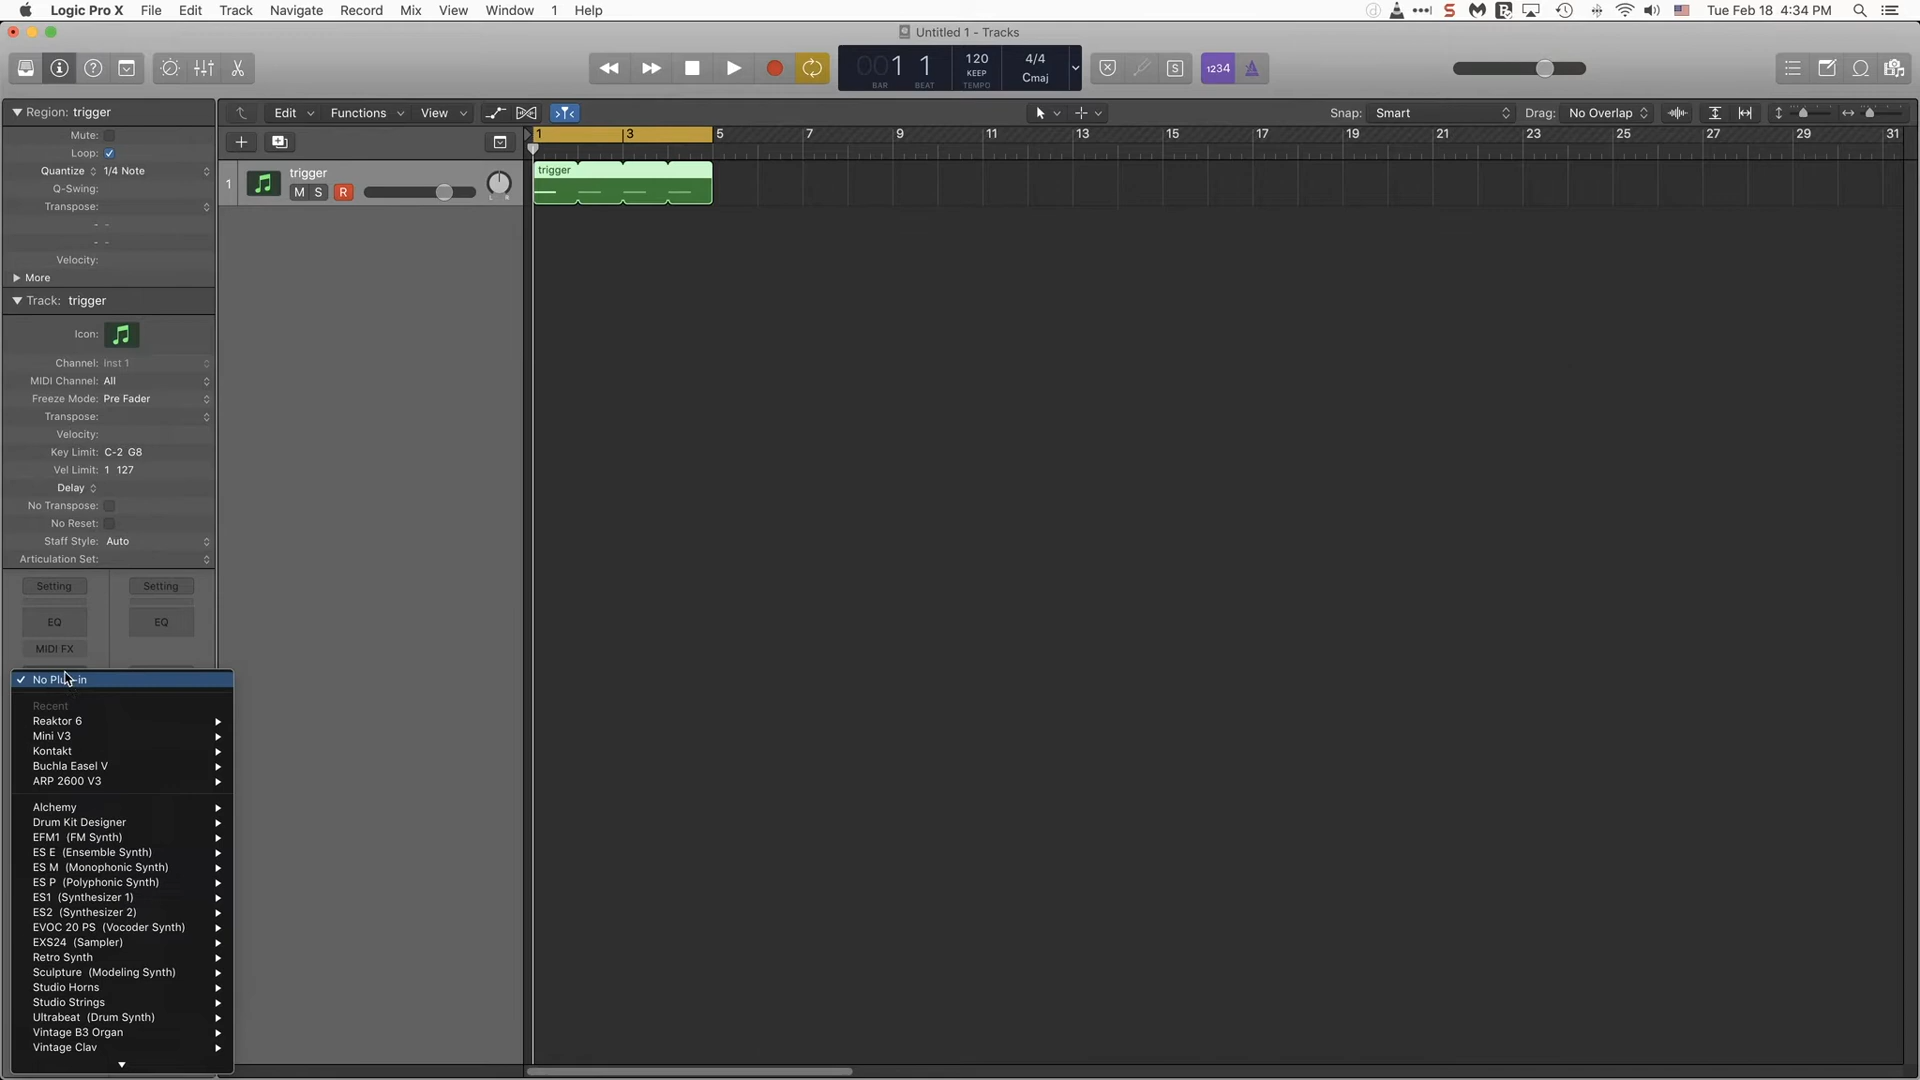 Logic Pro X File Edit Track Navigate Record Mix View Window 1 Help
Tue Feb 18 4:34 PM
Untitled 1 - Tracks
001 1
BAR BEAT
120
KEEP
TEMPO
4/4
Cmaj
S
1234
Region: trigger
Mute:
Loop:
Quantize 1/4 Note
Q-Swing:
Transpose:
- -
- -
Velocity:
More
Track: trigger
Icon:
Channel: Inst 1
MIDI Channel: All
Freeze Mode: Pre Fader
Transpose:
Velocity:
Key Limit: C-2 G8
Vel Limit: 1 127
Delay
No Transpose:
No Reset:
Staff Style: Auto
Articulation Set:
Setting Setting
EQ EQ
MIDI FX
Edit Functions View
Snap: Smart
Drag: No Overlap
1 3 5 7 9 11 13 15 17 19 21 23 25 27 29 31
1
trigger
M S R
L R
trigger
Recent
Reaktor 6
Mini V3
Kontakt
Buchla Easel V
ARP 2600 V3
Alchemy
Drum Kit Designer
EFM1 (FM Synth)
ES E (Ensemble Synth)
ES M (Monophonic Synth)
ES P (Polyphonic Synth)
ES1 (Synthesizer 1)
ES2 (Synthesizer 2)
EVOC 20 PS (Vocoder Synth)
EXS24 (Sampler)
Retro Synth
Sculpture (Modeling Synth)
Studio Horns
Studio Strings
Ultrabeat (Drum Synth)
Vintage B3 Organ
Vintage Clav